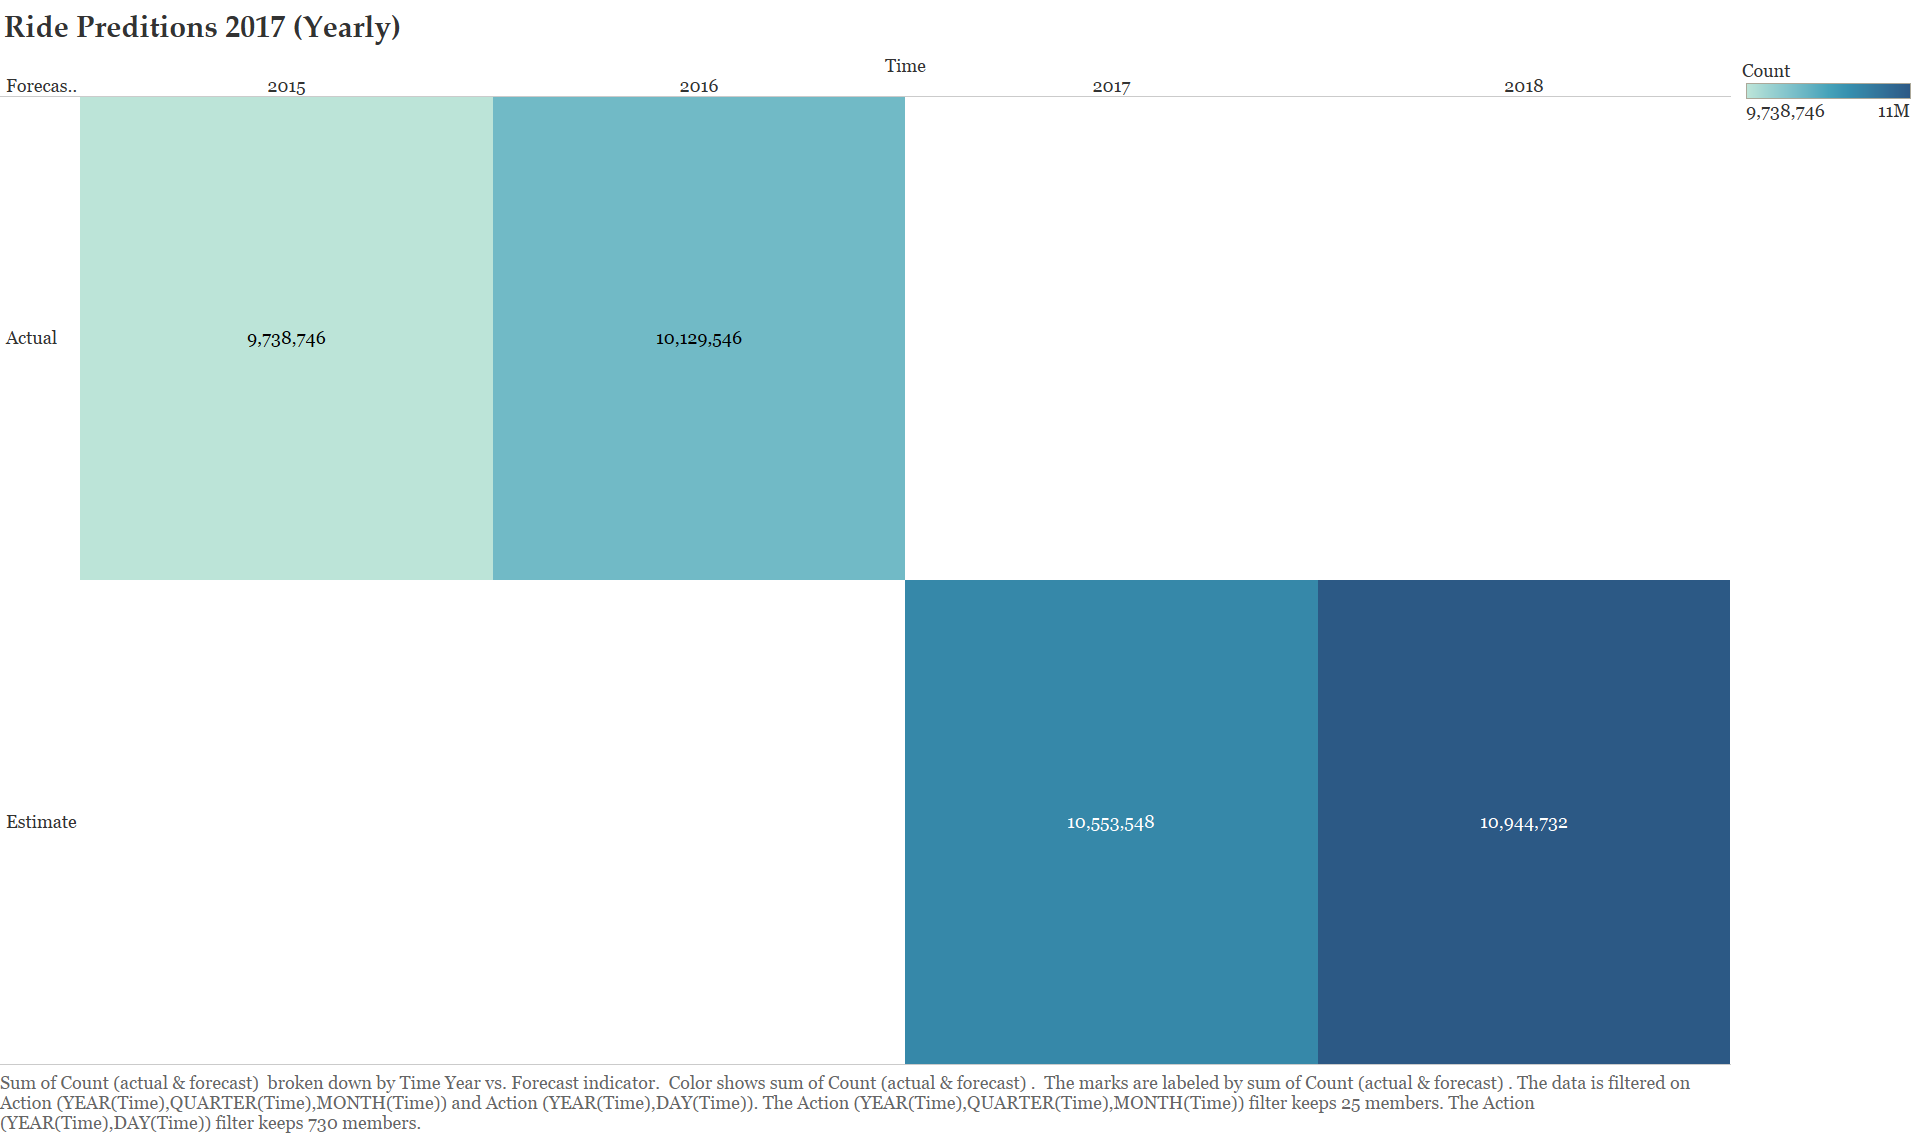 Ride Preditions 2017 (Yearly)
Time
Forecas.. 2015 2016 2017 2018
Count
9,738,746 11M
Actual 9,738,746 10,129,546
Estimate 10,553,548 10,944,732
Sum of Count (actual & forecast)  broken down by Time Year vs. Forecast indicator.  Color shows sum of Count (actual & forecast) .  The marks are labeled by sum of Count (actual & forecast) . The data is filtered on
Action (YEAR(Time),QUARTER(Time),MONTH(Time)) and Action (YEAR(Time),DAY(Time)). The Action (YEAR(Time),QUARTER(Time),MONTH(Time)) filter keeps 25 members. The Action
(YEAR(Time),DAY(Time)) filter keeps 730 members.